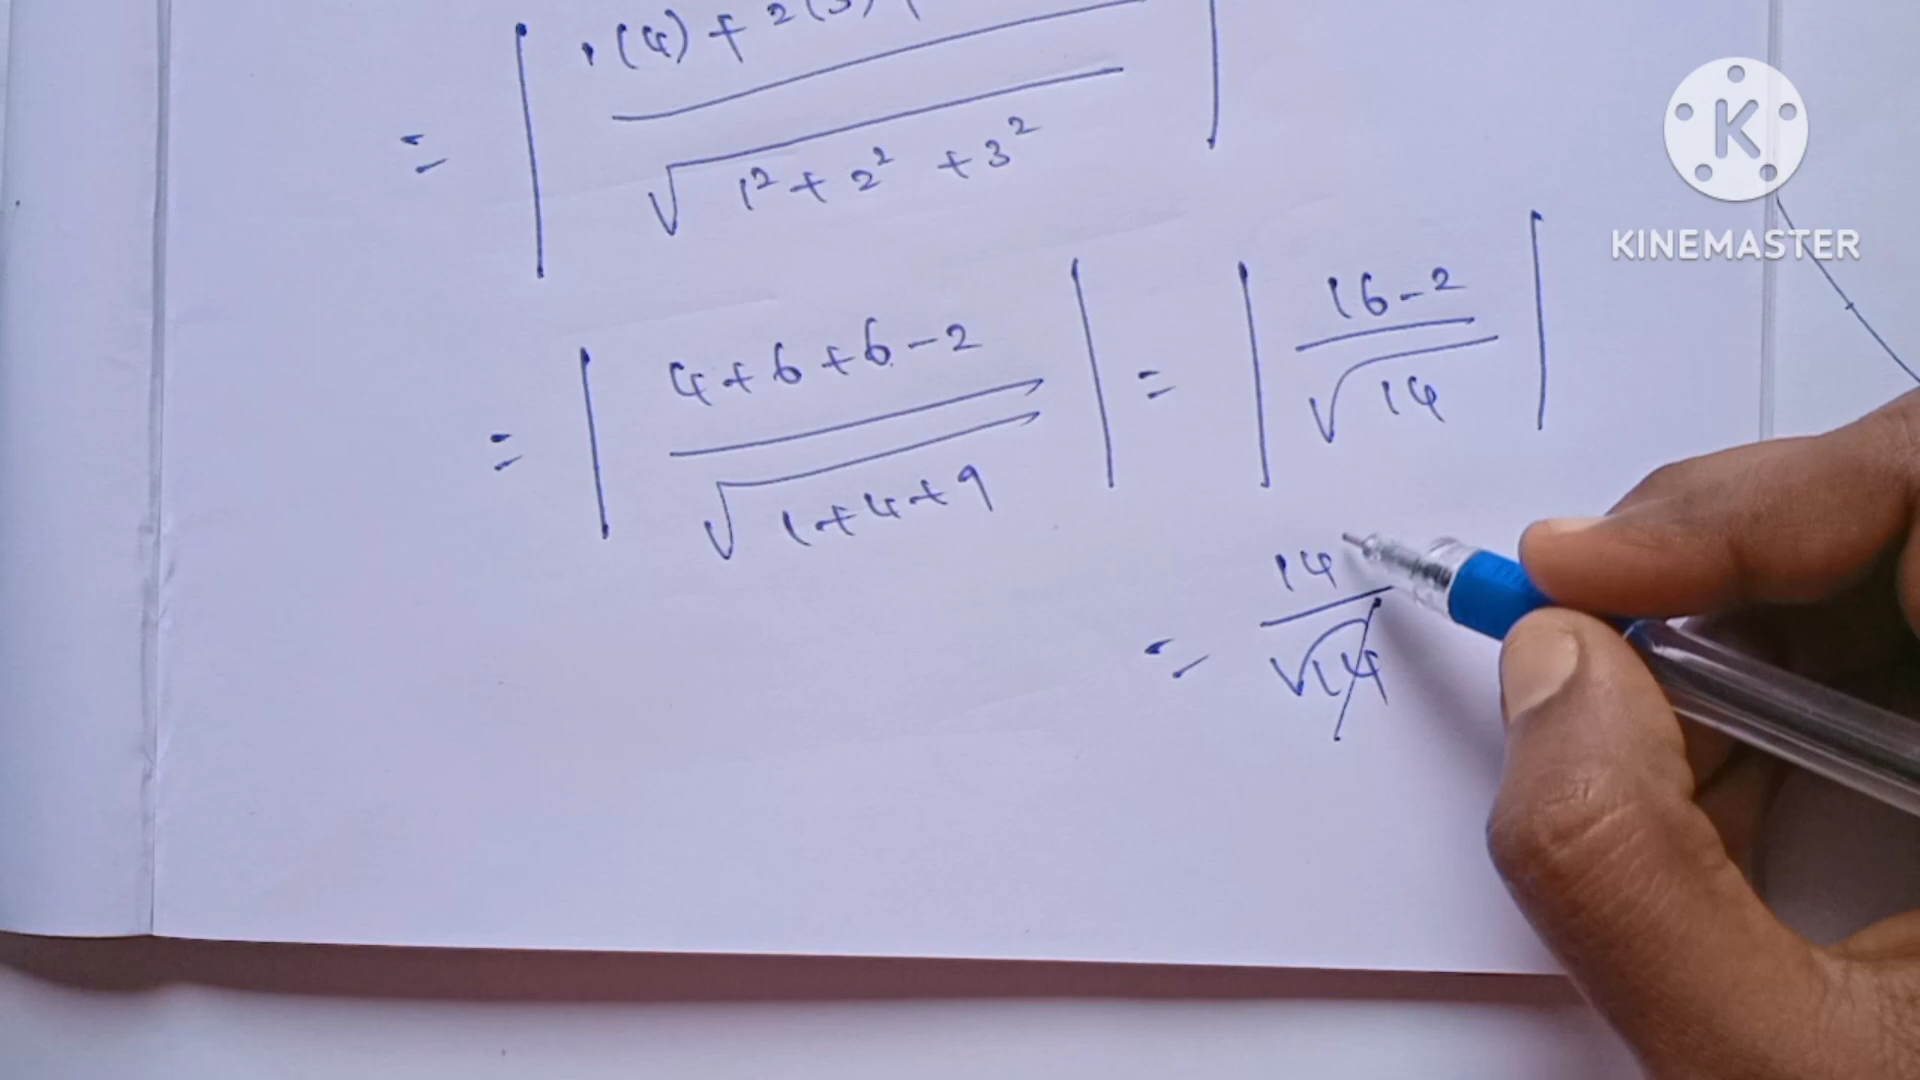 1(4) + 2(3) +
= | ――― |
√1² + 2² + 3²
= | 4+6+6-2 / √1+4+9 | = | 16-2 / √14 |
= 14 / √14
K
KINEMASTER